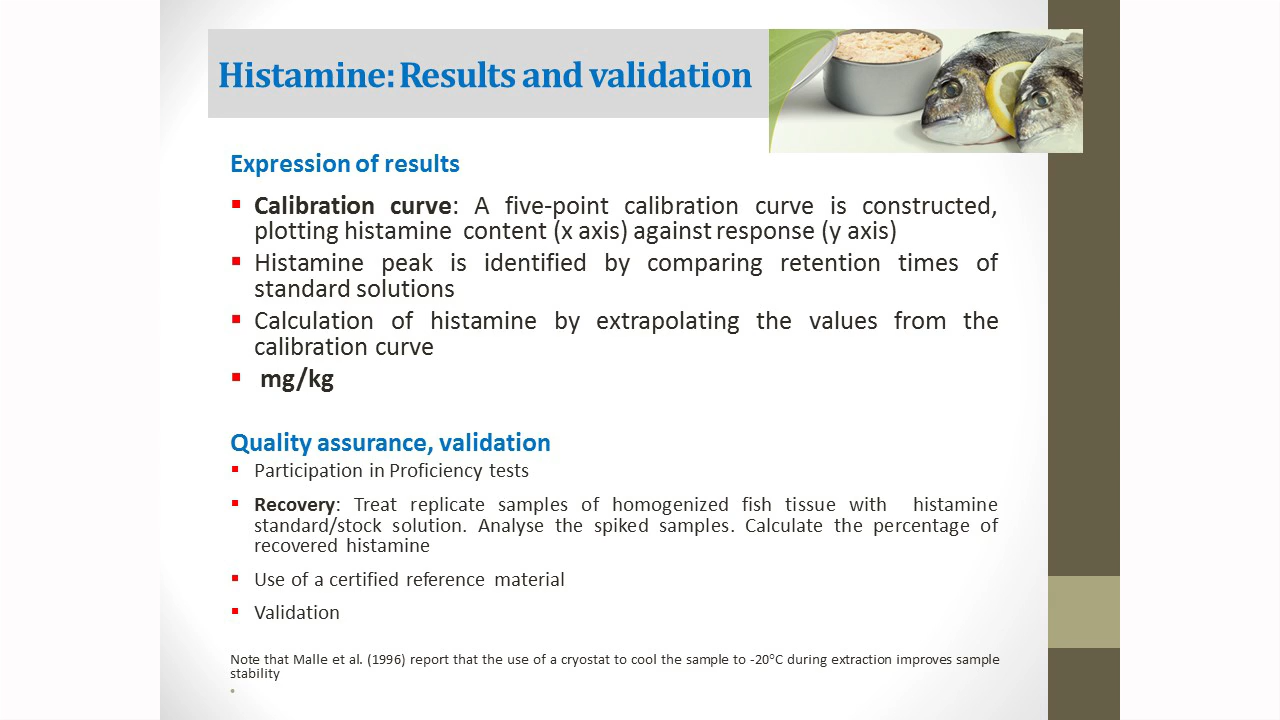 Histamine: Results and validation
Expression of results
▪ Calibration curve: A five-point calibration curve is constructed,
plotting histamine content (x axis) against response (y axis)
▪ Histamine peak is identified by comparing retention times of
standard solutions
▪ Calculation of histamine by extrapolating the values from the
calibration curve
▪ mg/kg
Quality assurance, validation
▪ Participation in Proficiency tests
▪ Recovery: Treat replicate samples of homogenized fish tissue with histamine
standard/stock solution. Analyse the spiked samples. Calculate the percentage of
recovered histamine
▪ Use of a certified reference material
▪ Validation
Note that Malle et al. (1996) report that the use of a cryostat to cool the sample to -20°C during extraction improves sample
stability